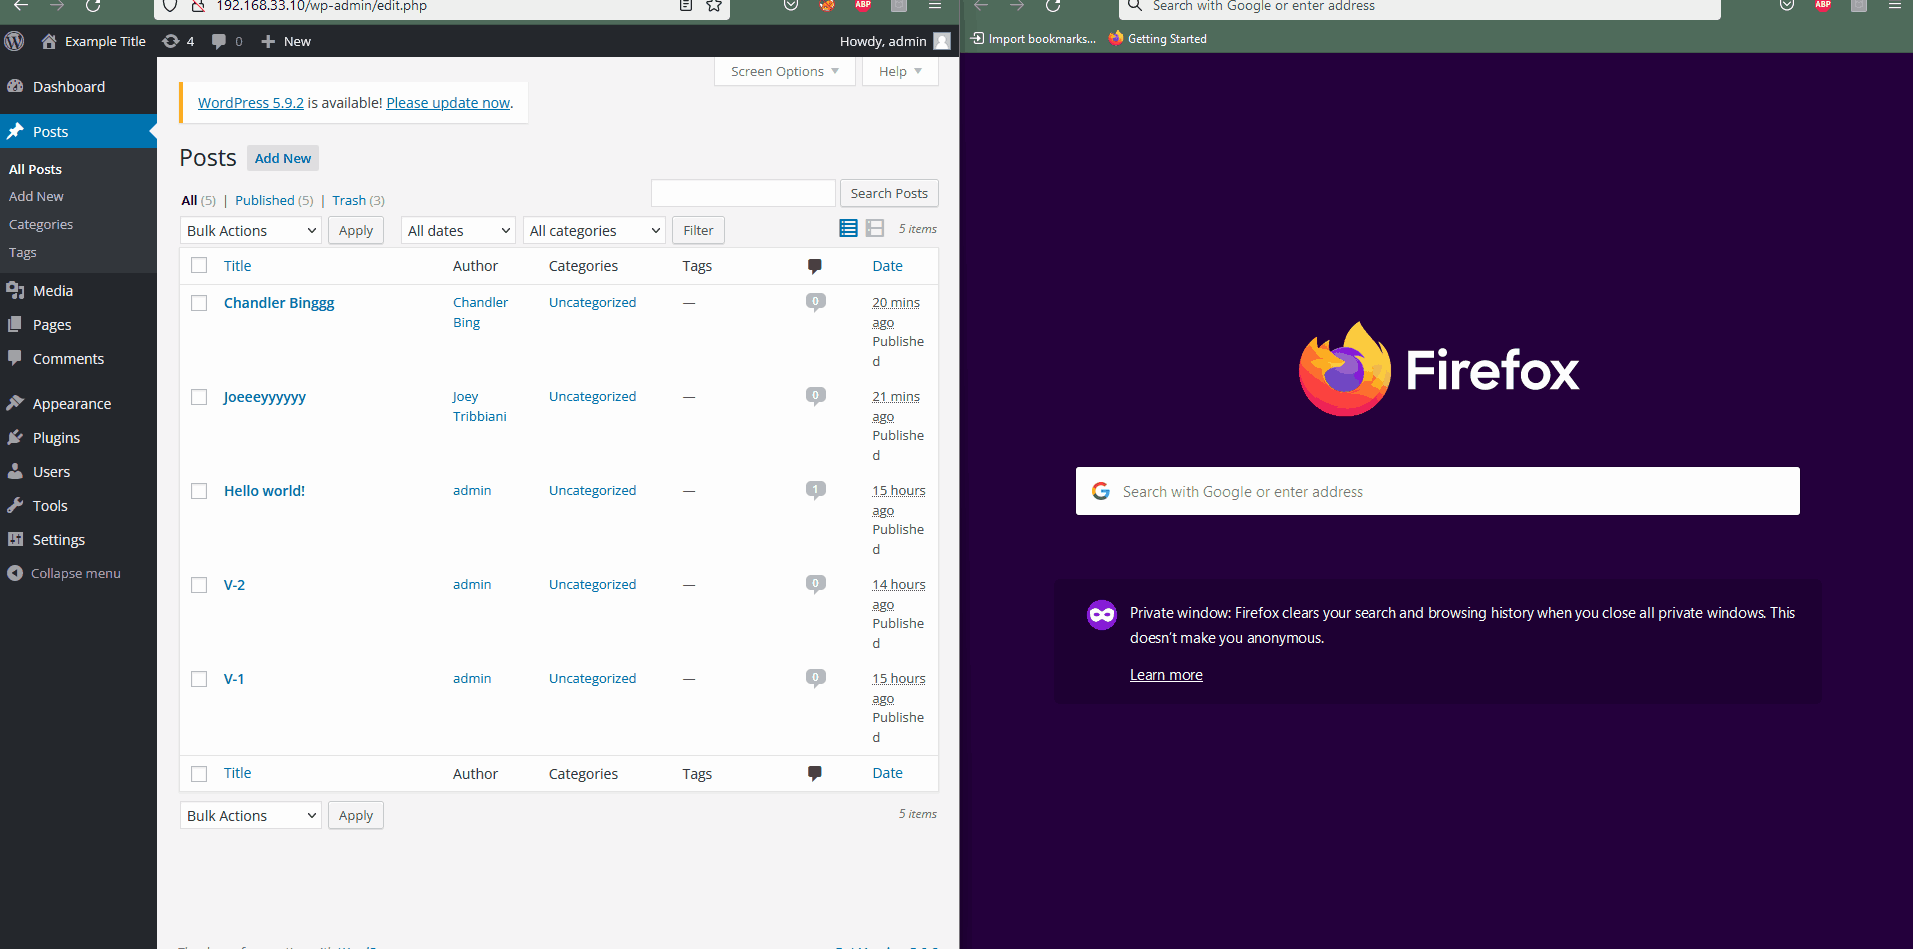 192.168.33.10/wp-admin/edit.php
Example Title
4
0
New
Howdy, admin
Dashboard
Posts
All Posts
Add New
Categories
Tags
Media
Pages
Comments
Appearance
Plugins
Users
Tools
Settings
Collapse menu
Screen Options
Help
WordPress 5.9.2 is available! Please update now.
Posts
Add New
All (5) | Published (5) | Trash (3)
Search Posts
Bulk Actions
Apply
All dates
All categories
Filter
5 items
Title Author Categories Tags Date
Chandler Binggg
Chandler
Bing
Uncategorized
—
0
20 mins
ago
Publishe
d
Joeeeyyyyyy
Joey
Tribbiani
Uncategorized
—
0
21 mins
ago
Publishe
d
Hello world!
admin
Uncategorized
—
1
15 hours
ago
Publishe
d
V-2
admin
Uncategorized
—
0
14 hours
ago
Publishe
d
V-1
admin
Uncategorized
—
0
15 hours
ago
Publishe
d
Title Author Categories Tags Date
Bulk Actions
Apply
5 items
ABP
Search with Google or enter address
ABP
Import bookmarks...
Getting Started
Firefox
Search with Google or enter address
Private window: Firefox clears your search and browsing history when you close all private windows. This
doesn't make you anonymous.
Learn more